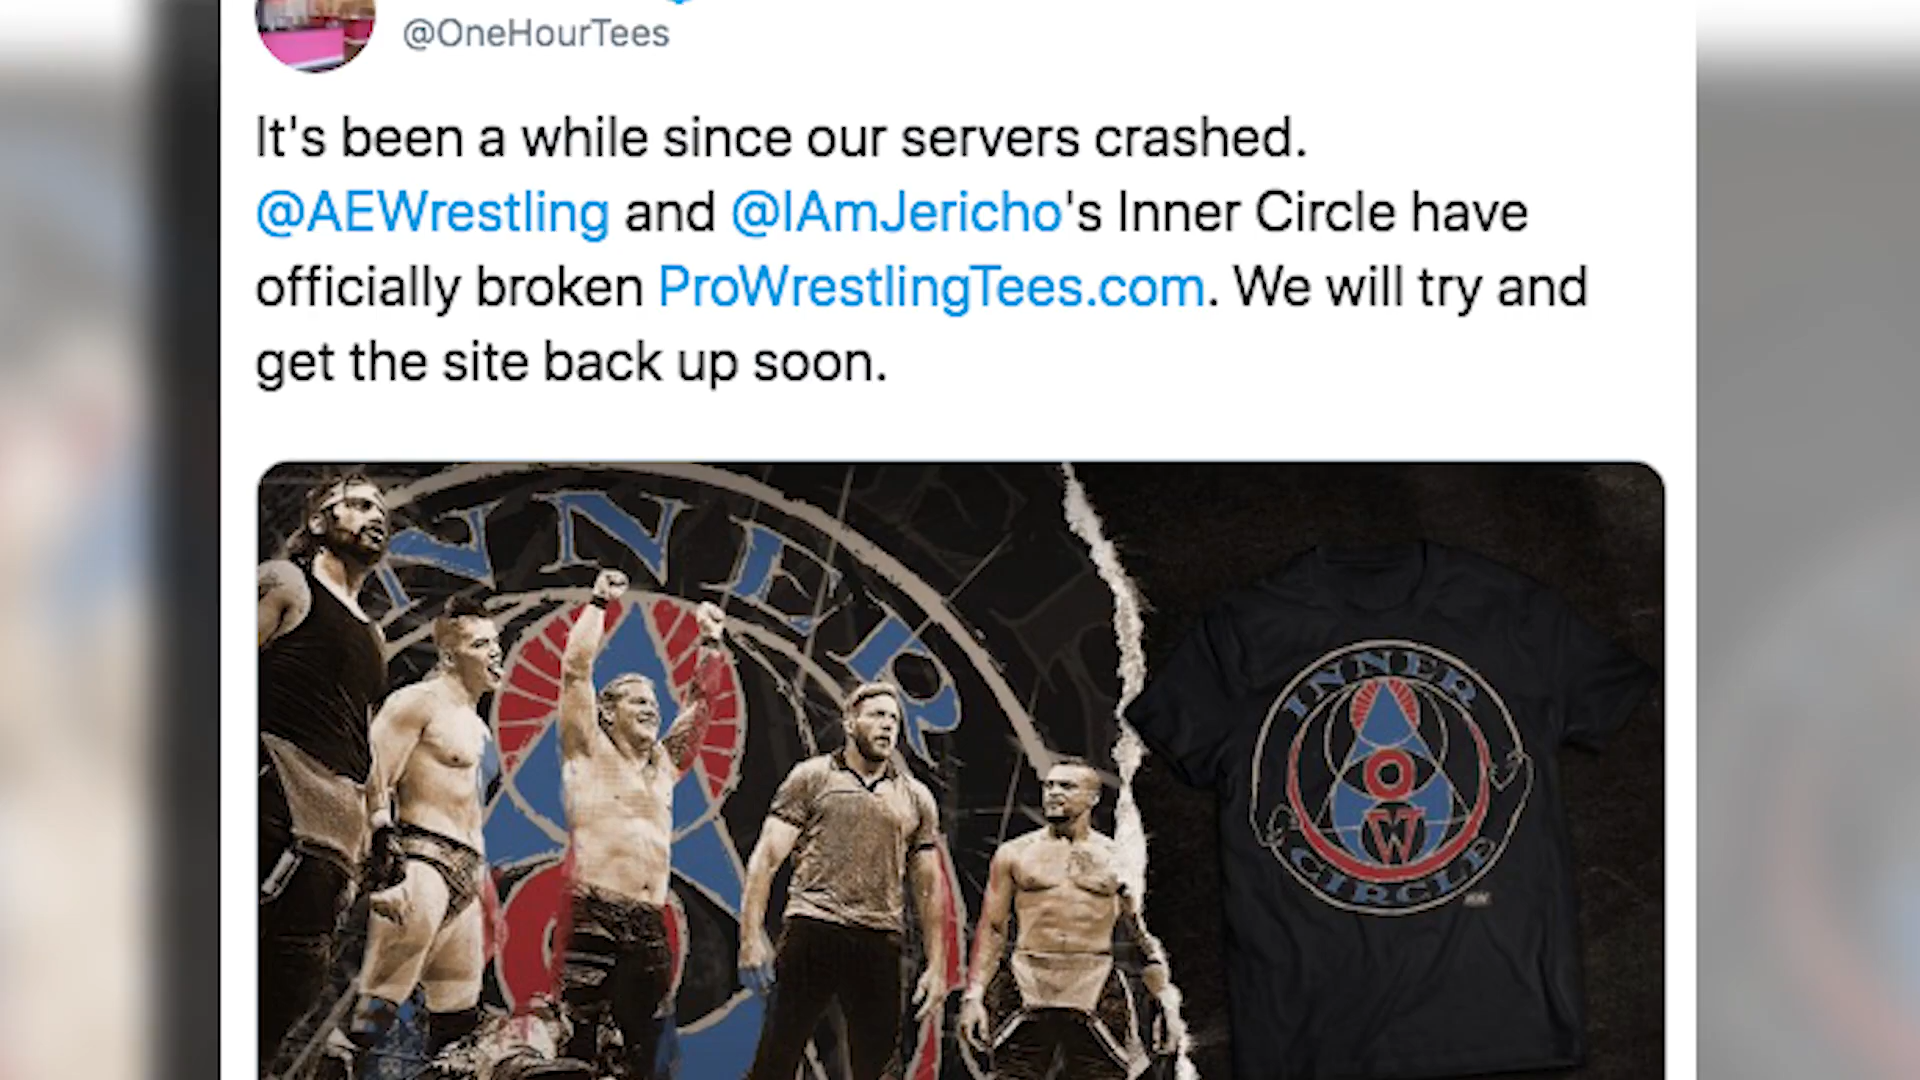 @OneHourTees
It's been a while since our servers crashed.
@AEWrestling and @IAmJericho's Inner Circle have
officially broken ProWrestlingTees.com. We will try and
get the site back up soon.
INNER
INNER
W
CIRCLE